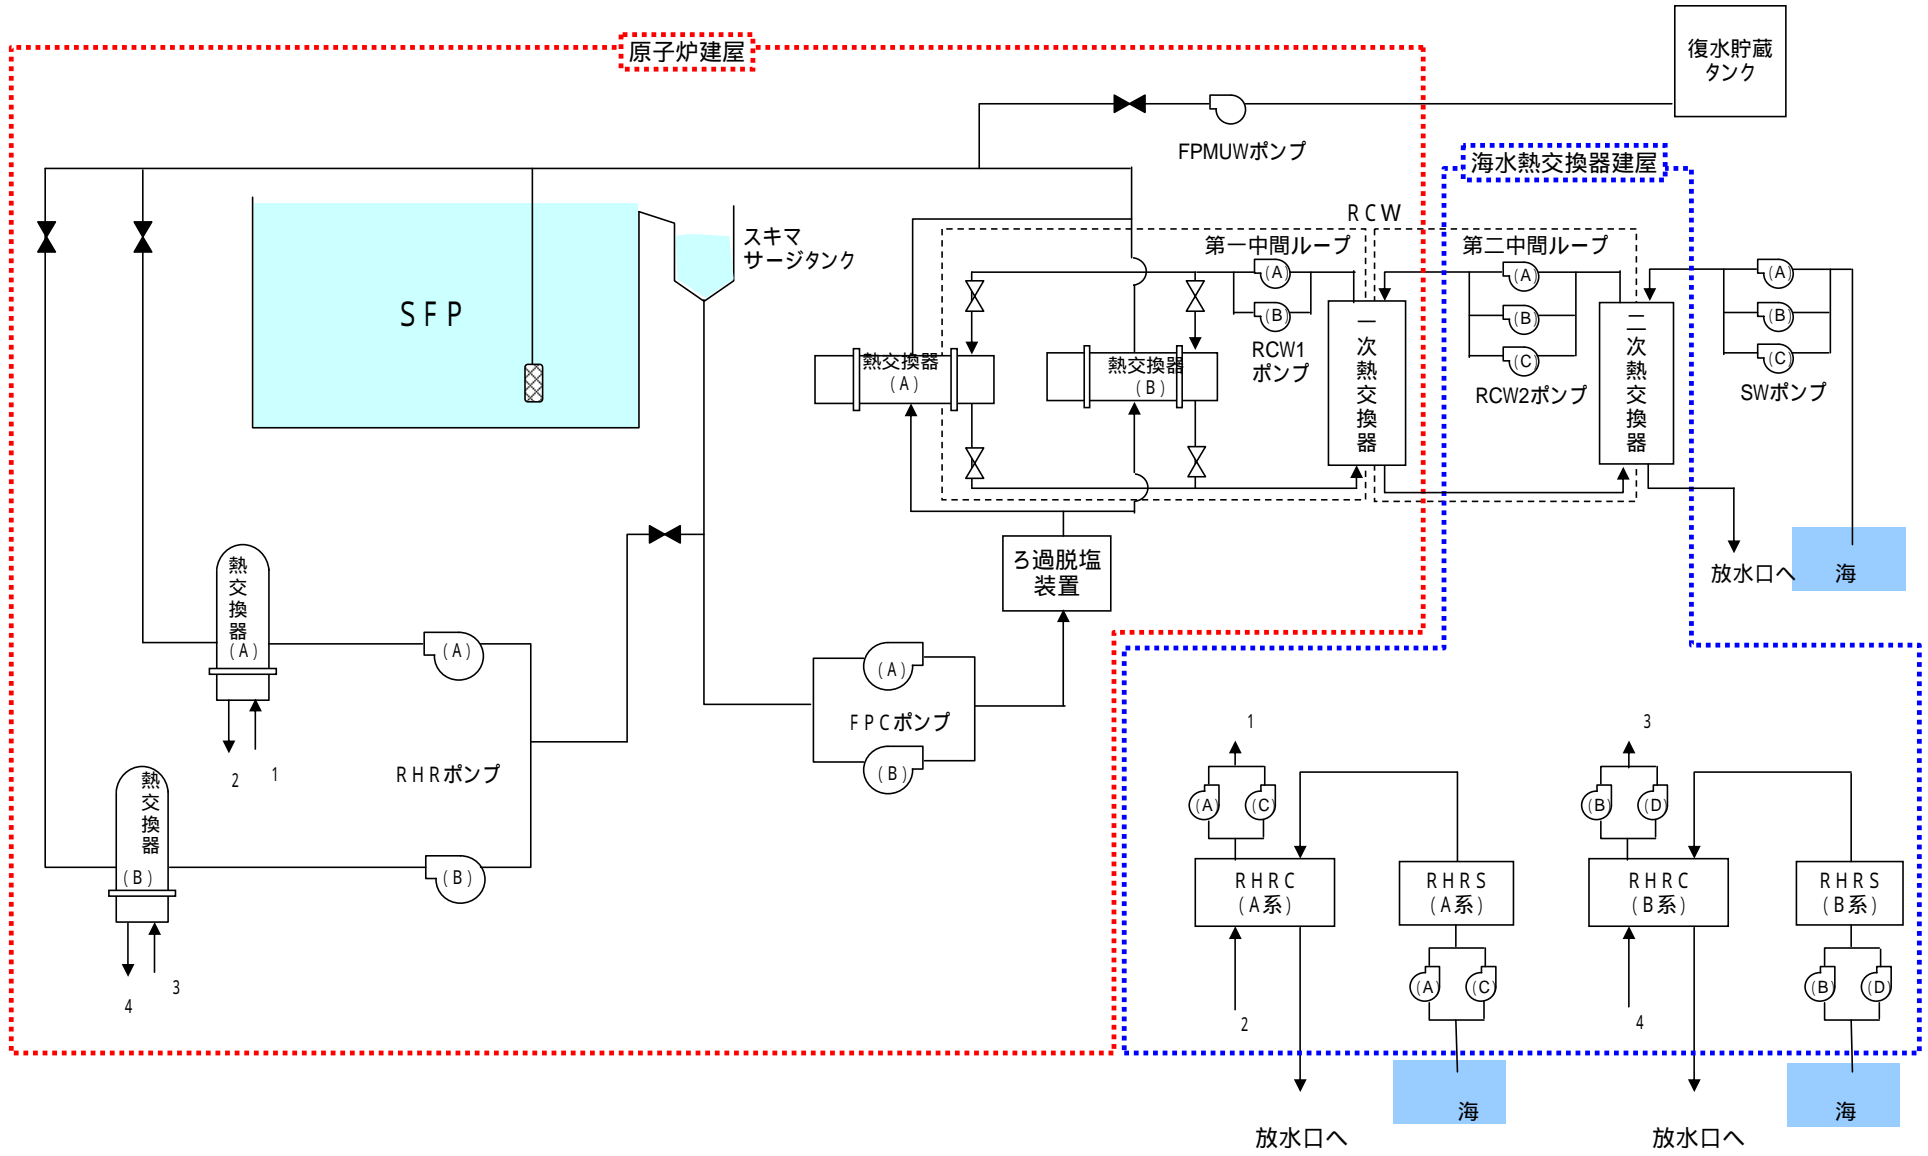 原子炉建屋
復水貯蔵
タンク
FPMUWポンプ
海水熱交換器建屋
RCW
スキマ
サージタンク
第一中間ループ
第二中間ループ
(A)
(B)
RCW1
ポンプ
(A)
(B)
(C)
RCW2ポンプ
(A)
(B)
(C)
SWポンプ
SFP
熱交換器
(A)
熱交換器
(B)
一次熱交換器
二次熱交換器
放水口へ
海
ろ過脱塩
装置
熱交換器
(A)
(A)
2
1
RHRポンプ
(A)
FPCポンプ
(B)
熱交換器
(B)
(B)
4
3
1
(A)
(C)
RHRC
(A系)
2
RHRS
(A系)
(A)
(C)
3
(B)
(D)
RHRC
(B系)
4
RHRS
(B系)
(B)
(D)
海
海
放水口へ
放水口へ